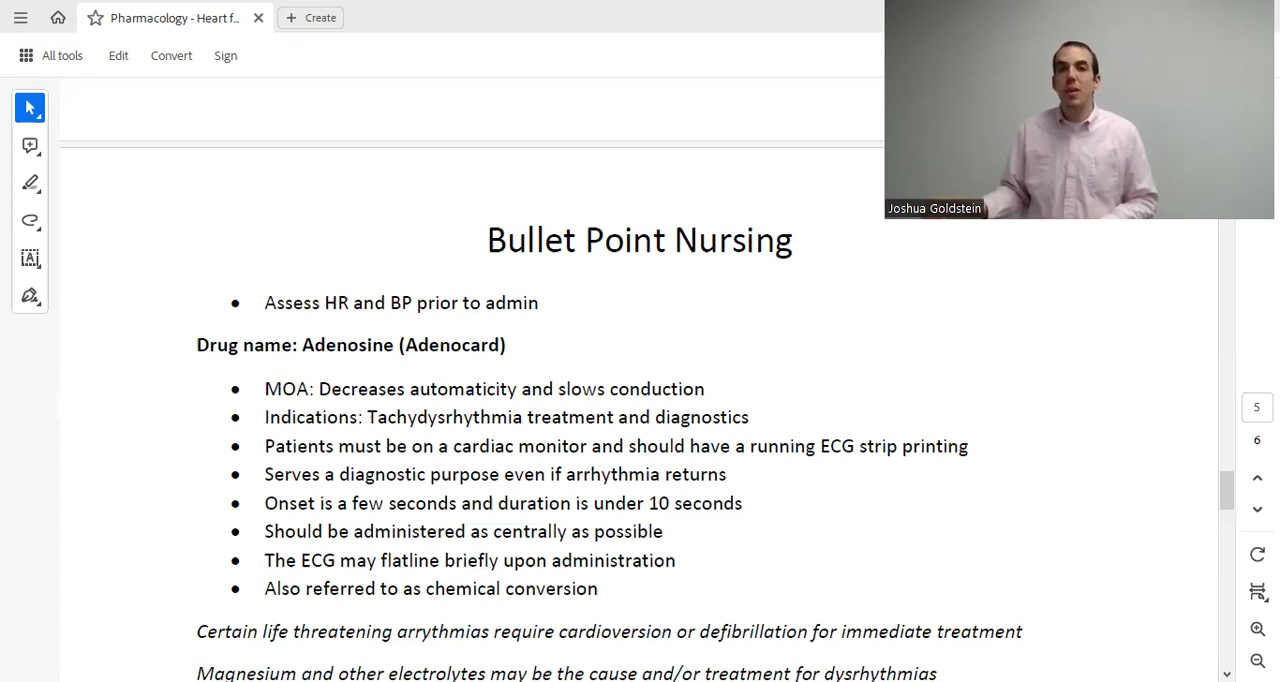 Pharmacology - Heart f...
Create
All tools
Edit
Convert
Sign
Joshua Goldstein
Bullet Point Nursing
• Assess HR and BP prior to admin
Drug name: Adenosine (Adenocard)
• MOA: Decreases automaticity and slows conduction
• Indications: Tachydysrhythmia treatment and diagnostics
• Patients must be on a cardiac monitor and should have a running ECG strip printing
• Serves a diagnostic purpose even if arrhythmia returns
• Onset is a few seconds and duration is under 10 seconds
• Should be administered as centrally as possible
• The ECG may flatline briefly upon administration
• Also referred to as chemical conversion
Certain life threatening arrythmias require cardioversion or defibrillation for immediate treatment
Magnesium and other electrolytes may be the cause and/or treatment for dysrhythmias
5
6